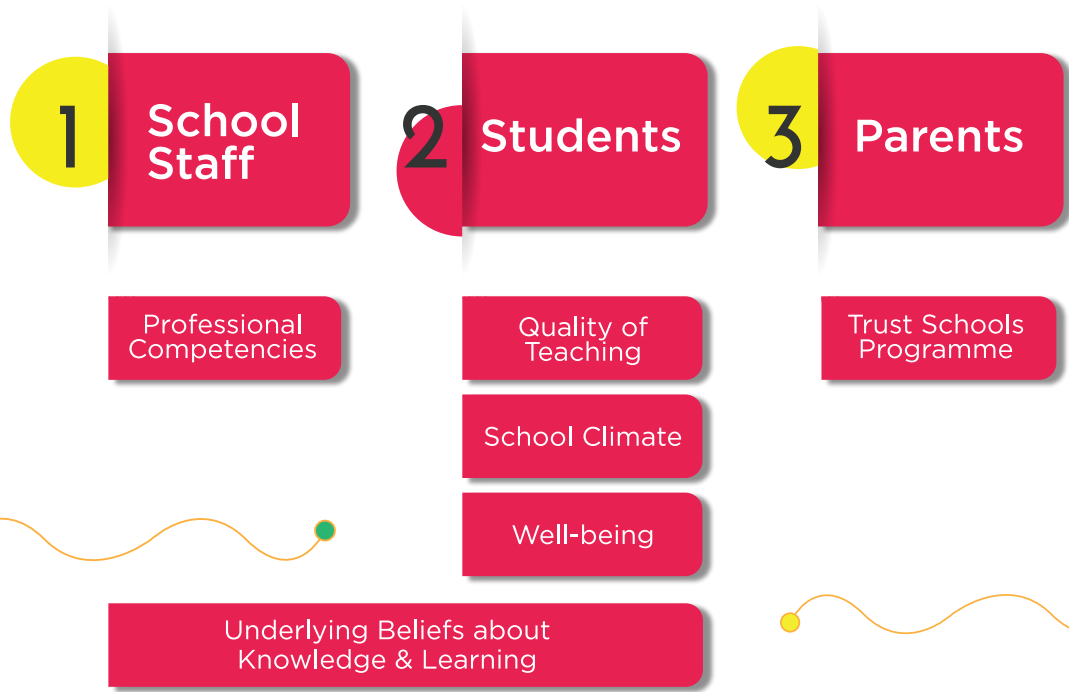 1
School
Staff
2
Students
3
Parents
Professional
Competencies
Quality of
Teaching
Trust Schools
Programme
School Climate
Well-being
Underlying Beliefs about
Knowledge & Learning